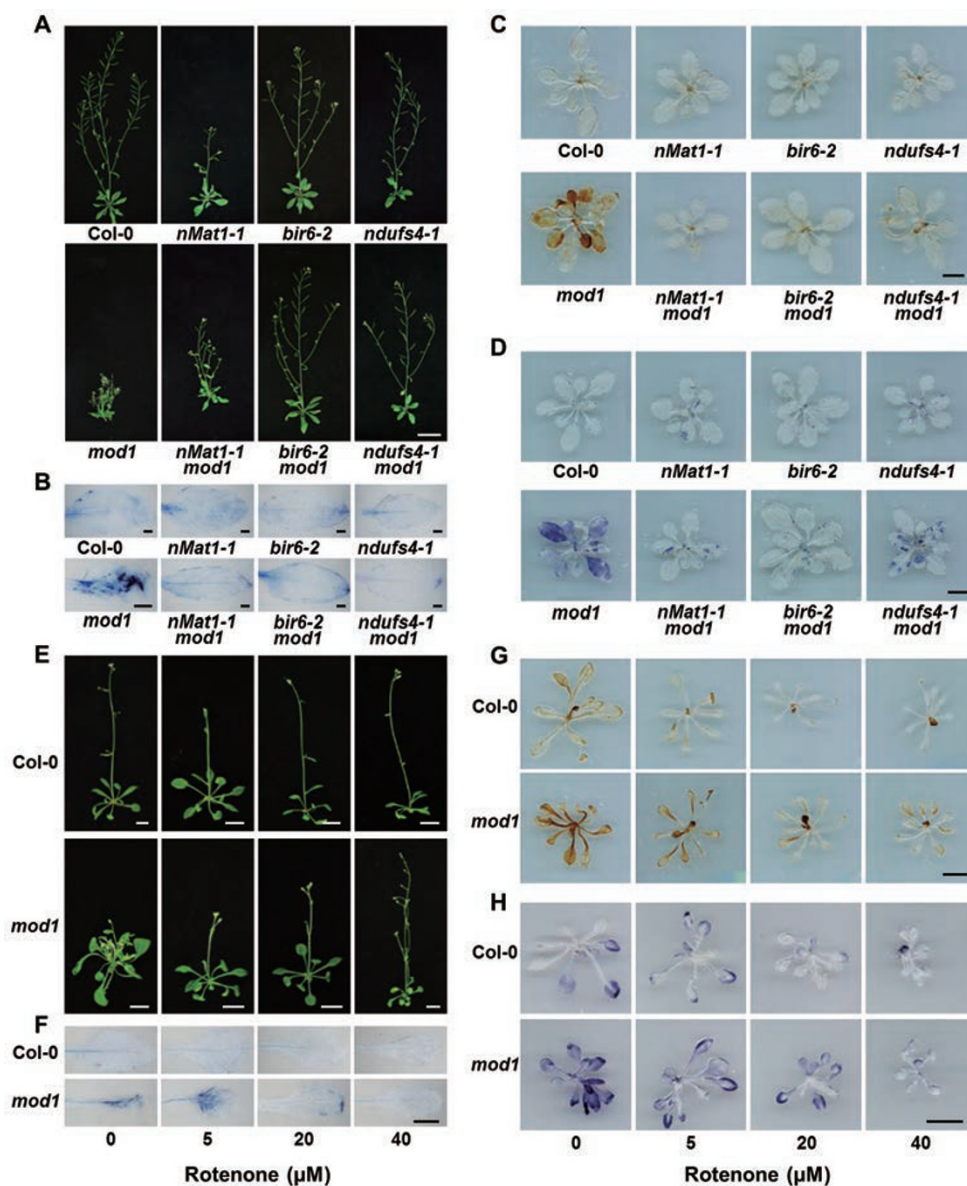 A
Col-0 nMat1-1 bir6-2 ndufs4-1
mod1 nMat1-1 bir6-2 ndufs4-1
mod1 mod1 mod1
B
Col-0 nMat1-1 bir6-2 ndufs4-1
mod1 nMat1-1 bir6-2 ndufs4-1
mod1 mod1 mod1
E
Col-0
mod1
F
Col-0
mod1
0 5 20 40
Rotenone (µM)
C
Col-0 nMat1-1 bir6-2 ndufs4-1
mod1 nMat1-1 bir6-2 ndufs4-1
mod1 mod1 mod1
D
Col-0 nMat1-1 bir6-2 ndufs4-1
mod1 nMat1-1 bir6-2 ndufs4-1
mod1 mod1 mod1
G
Col-0
mod1
H
Col-0
mod1
0 5 20 40
Rotenone (µM)